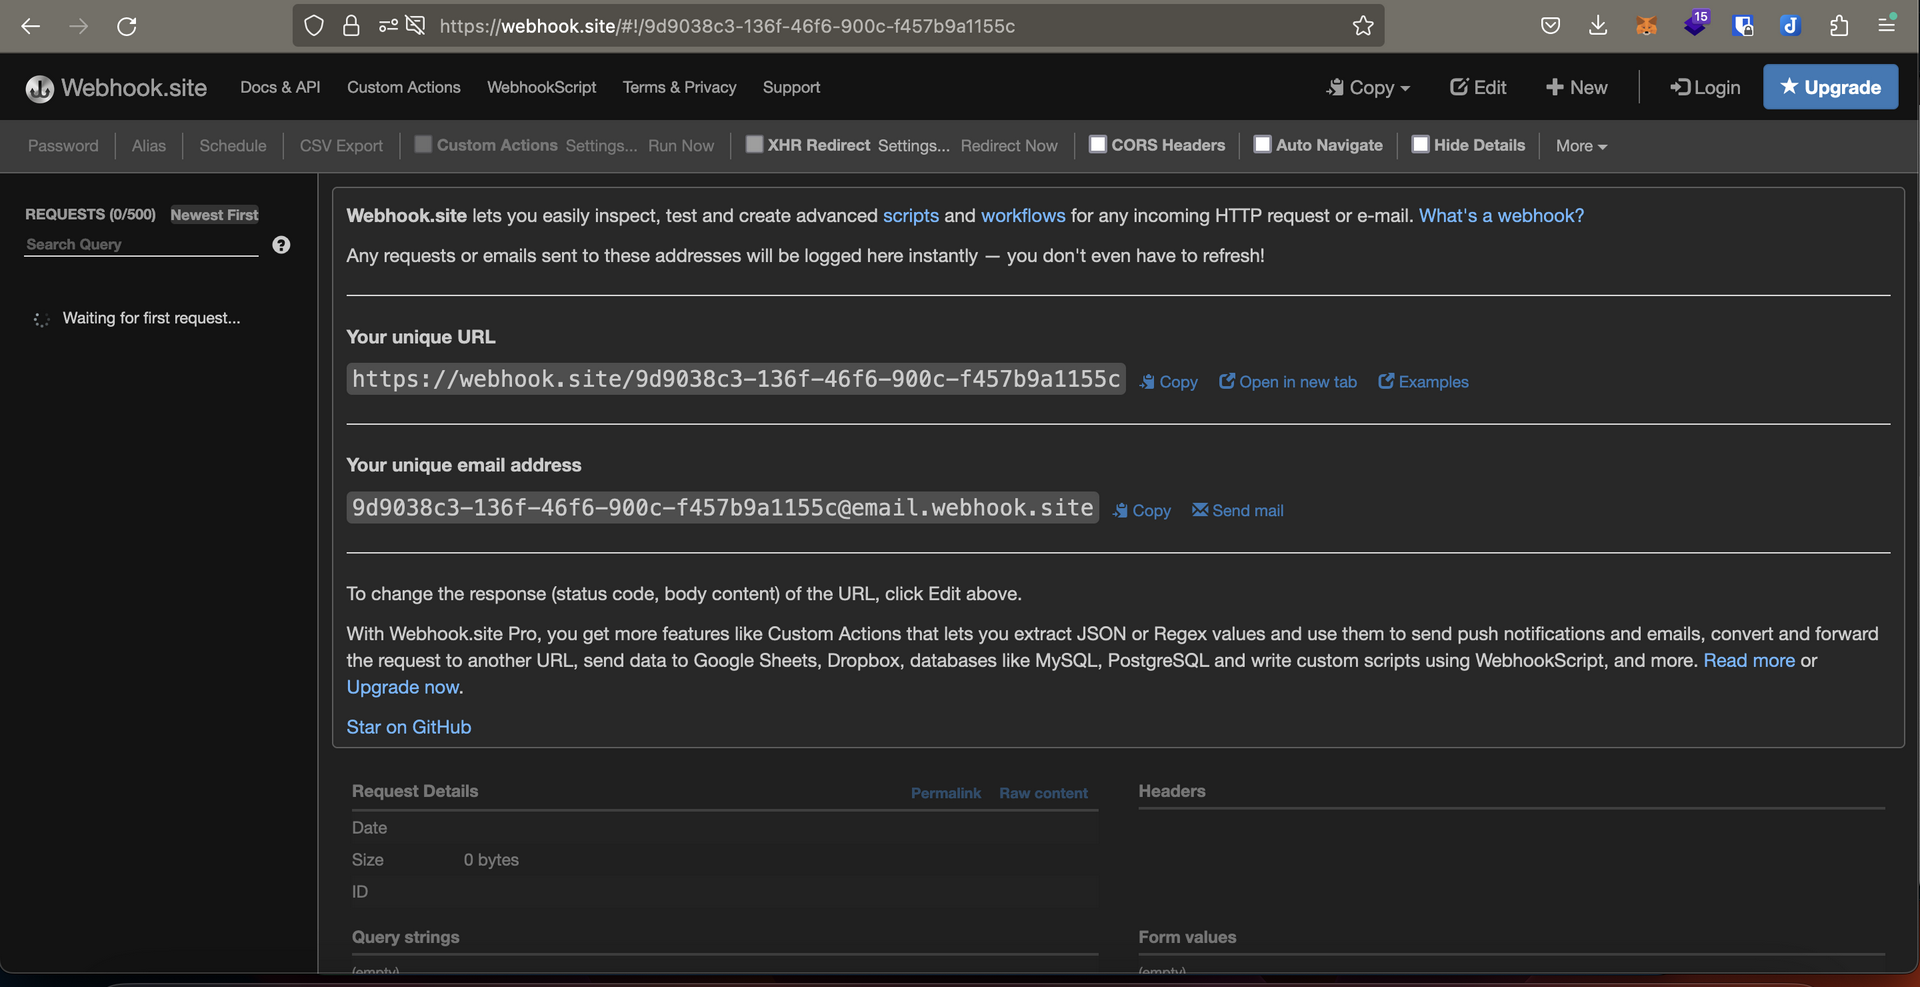 https://webhook.site/#!/9d9038c3-136f-46f6-900c-f457b9a1155c
15
Webhook.site Docs & API Custom Actions WebhookScript Terms & Privacy Support Copy Edit New Login Upgrade
Password Alias Schedule CSV Export Custom Actions Settings... Run Now XHR Redirect Settings... Redirect Now CORS Headers Auto Navigate Hide Details More
REQUESTS (0/500) Newest First
Search Query ?
Waiting for first request...
Webhook.site lets you easily inspect, test and create advanced scripts and workflows for any incoming HTTP request or e-mail. What's a webhook?
Any requests or emails sent to these addresses will be logged here instantly — you don't even have to refresh!
Your unique URL
https://webhook.site/9d9038c3-136f-46f6-900c-f457b9a1155c Copy Open in new tab Examples
Your unique email address
9d9038c3-136f-46f6-900c-f457b9a1155c@email.webhook.site Copy Send mail
To change the response (status code, body content) of the URL, click Edit above.
With Webhook.site Pro, you get more features like Custom Actions that lets you extract JSON or Regex values and use them to send push notifications and emails, convert and forward
the request to another URL, send data to Google Sheets, Dropbox, databases like MySQL, PostgreSQL and write custom scripts using WebhookScript, and more. Read more or
Upgrade now.
Star on GitHub
Request Details Permalink Raw content
Date
Size 0 bytes
ID
Query strings
(empty)
Headers
Form values
(empty)